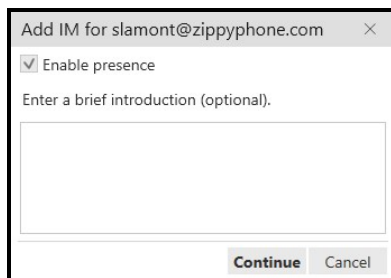 Add IM for slamont@zippyphone.com
Enable presence
Enter a brief introduction (optional).
Continue Cancel